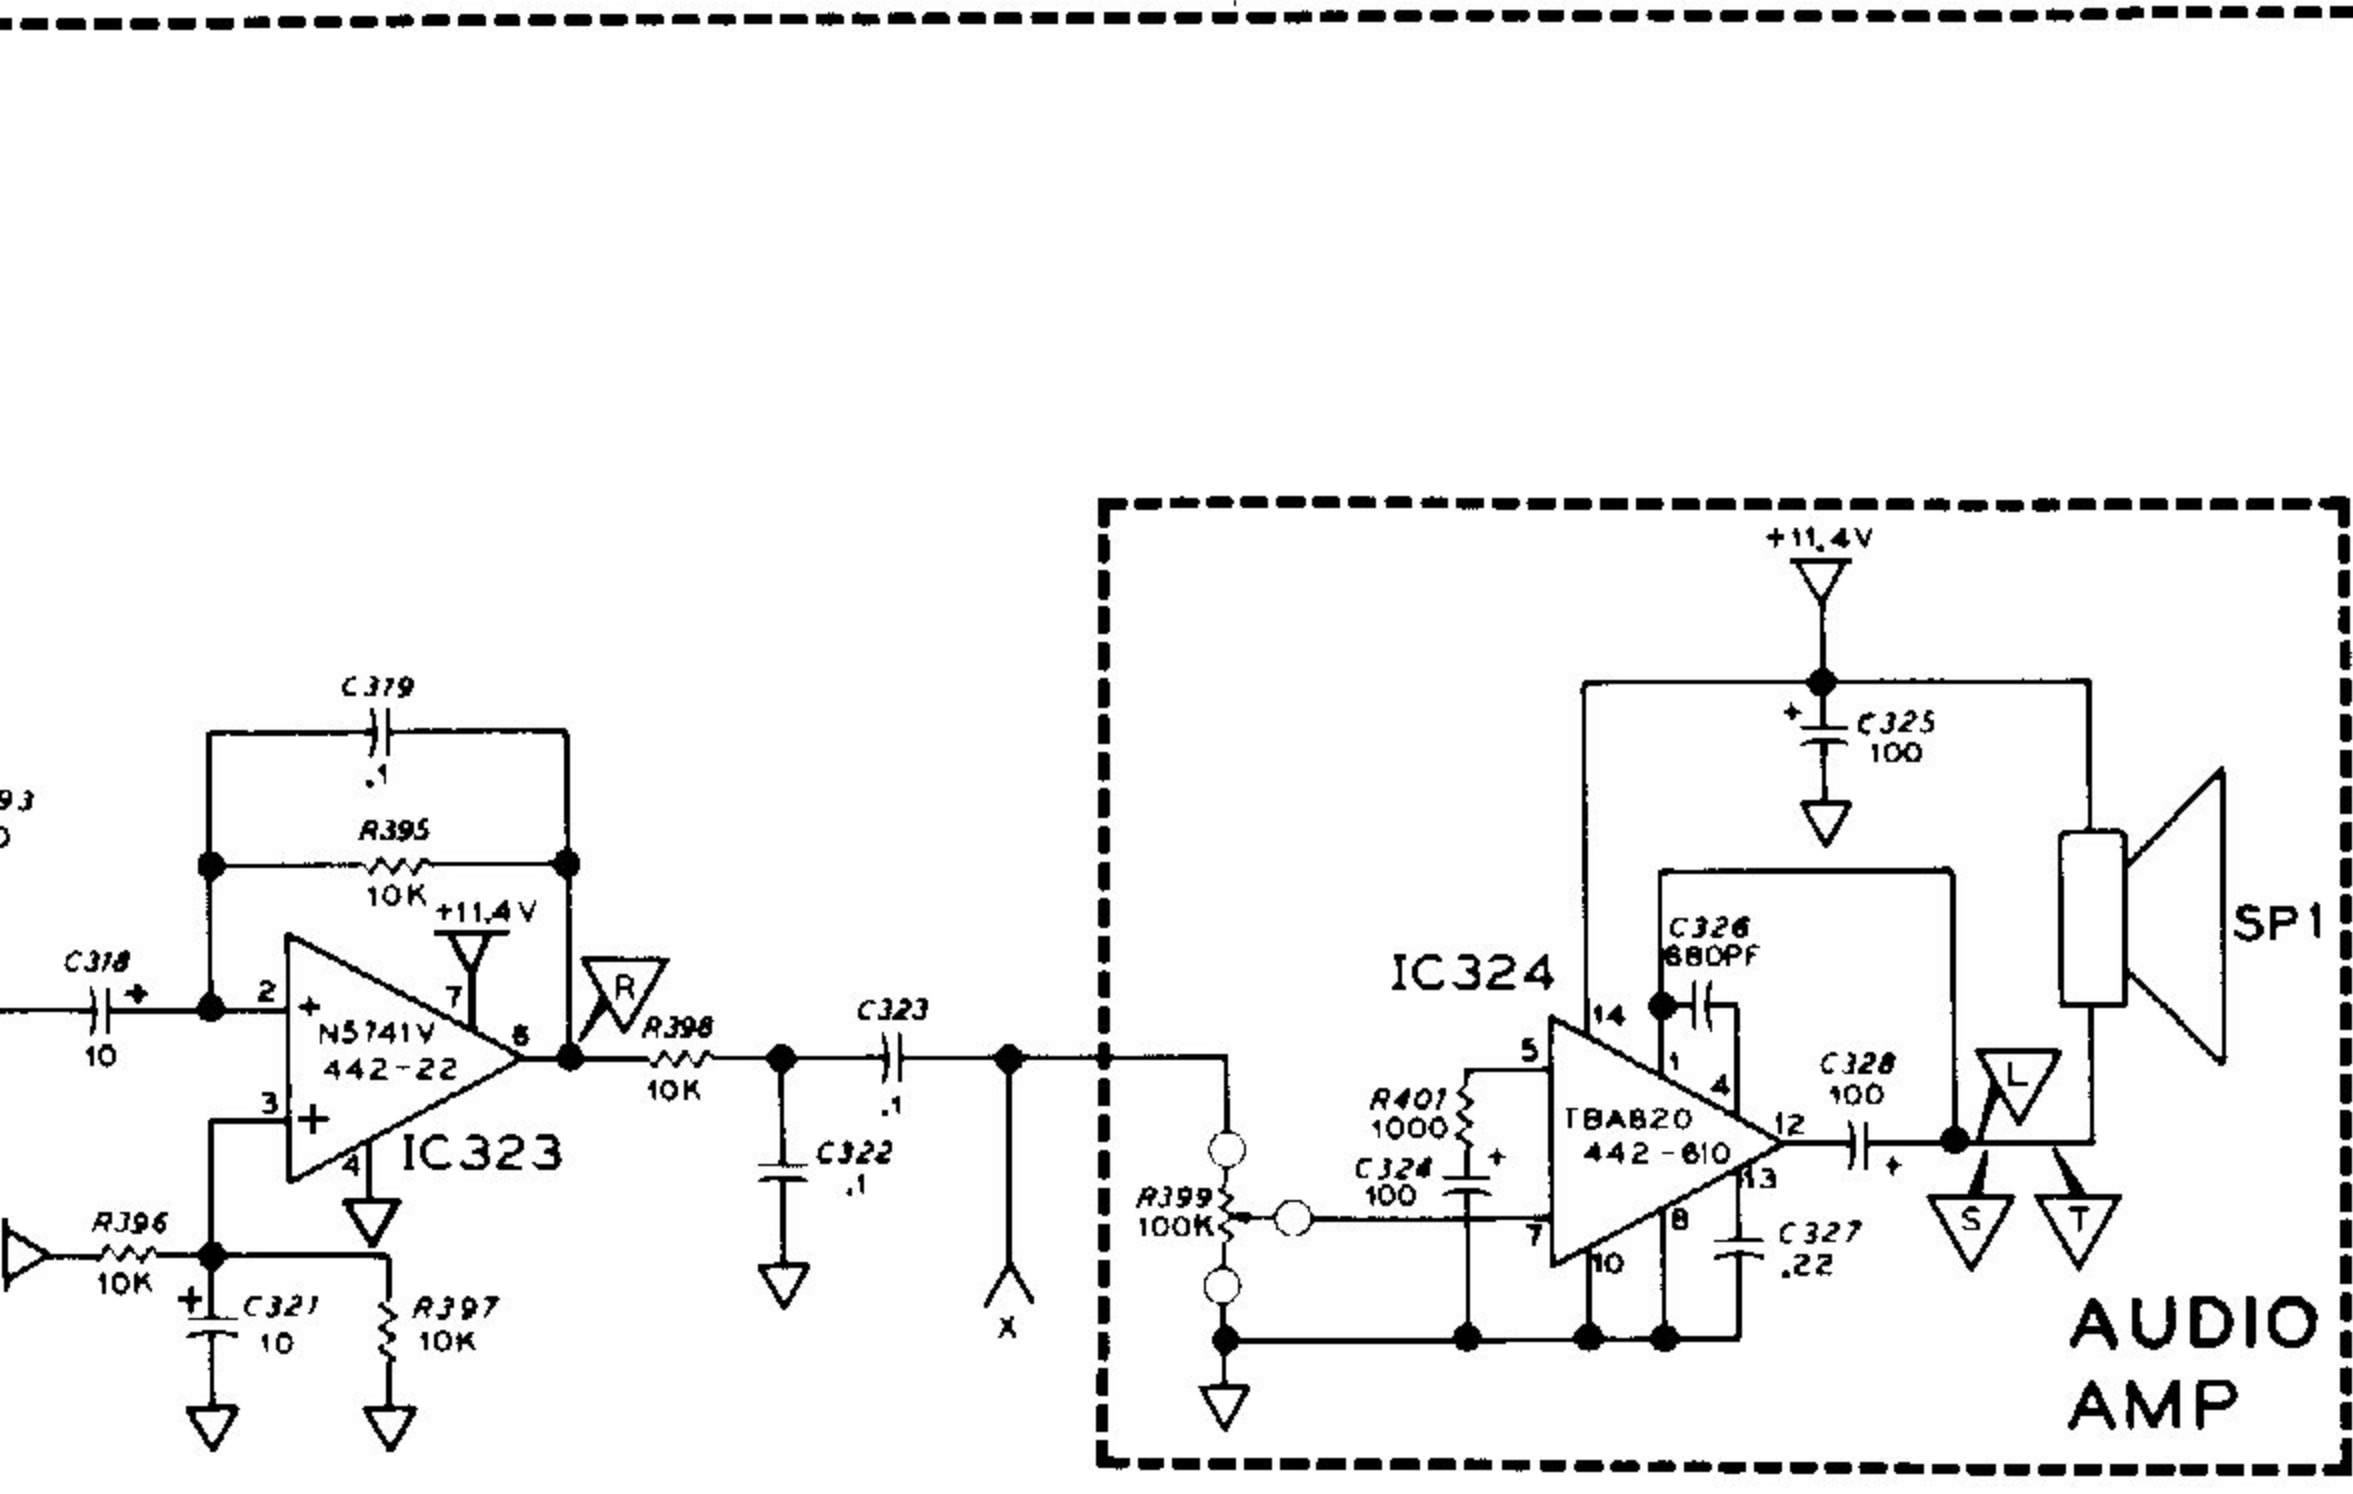 +11.4V
C325
100
C319
.1
93
R395
10K
+11.4V
SP1
C326
680PF
IC324
C318
10
2
+
7
N5741V
442-22
6
R
R398
10K
C323
.1
14
5
1
4
L
C328
100
+
R401
1000
TBA820
442-610
12
3
+
4
IC323
C322
.1
C324
100
+
13
R399
100K
7
8
10
S
T
R396
10K
C327
.22
+
C321
10
R397
10K
X
AUDIO
AMP